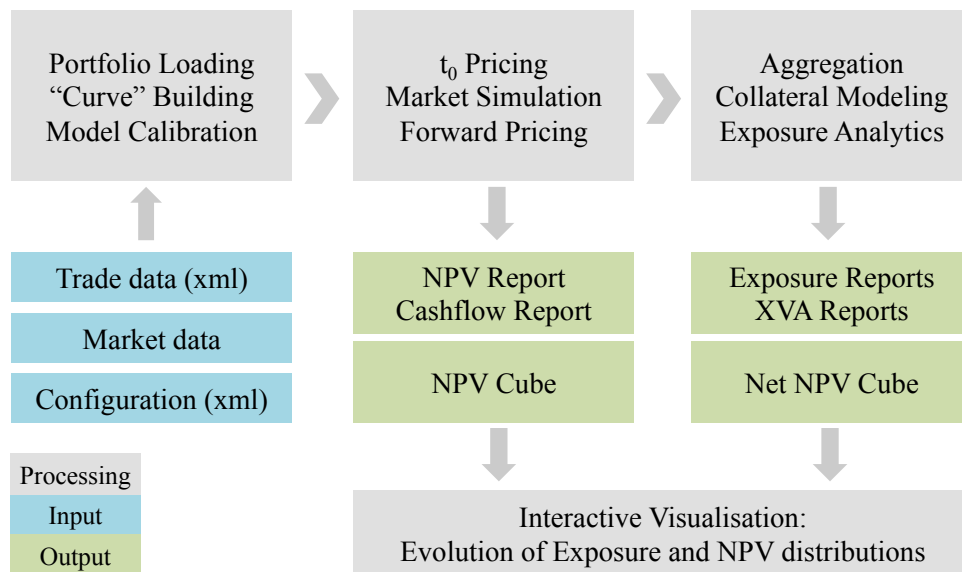 Portfolio Loading
“Curve” Building
Model Calibration
t₀ Pricing
Market Simulation
Forward Pricing
Aggregation
Collateral Modeling
Exposure Analytics
Trade data (xml)
Market data
Configuration (xml)
NPV Report
Cashflow Report
NPV Cube
Exposure Reports
XVA Reports
Net NPV Cube
Processing
Input
Output
Interactive Visualisation:
Evolution of Exposure and NPV distributions